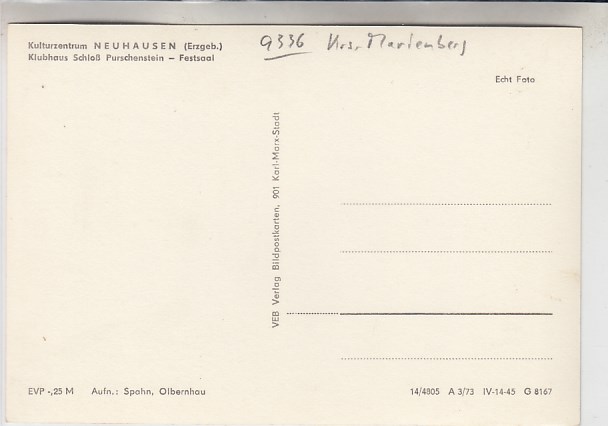 Kulturzentrum NEUHAUSEN (Erzgeb.)
Klubhaus Schloß Purschenstein – Festsaal
9336 Krs. Marienberg
Echt Foto
VEB Verlag Bildpostkarten, 901 Karl-Marx-Stadt
EVP -,25 M Aufn.: Spahn, Olbernhau
14/4805 A 3/73 IV-14-45 G 8167